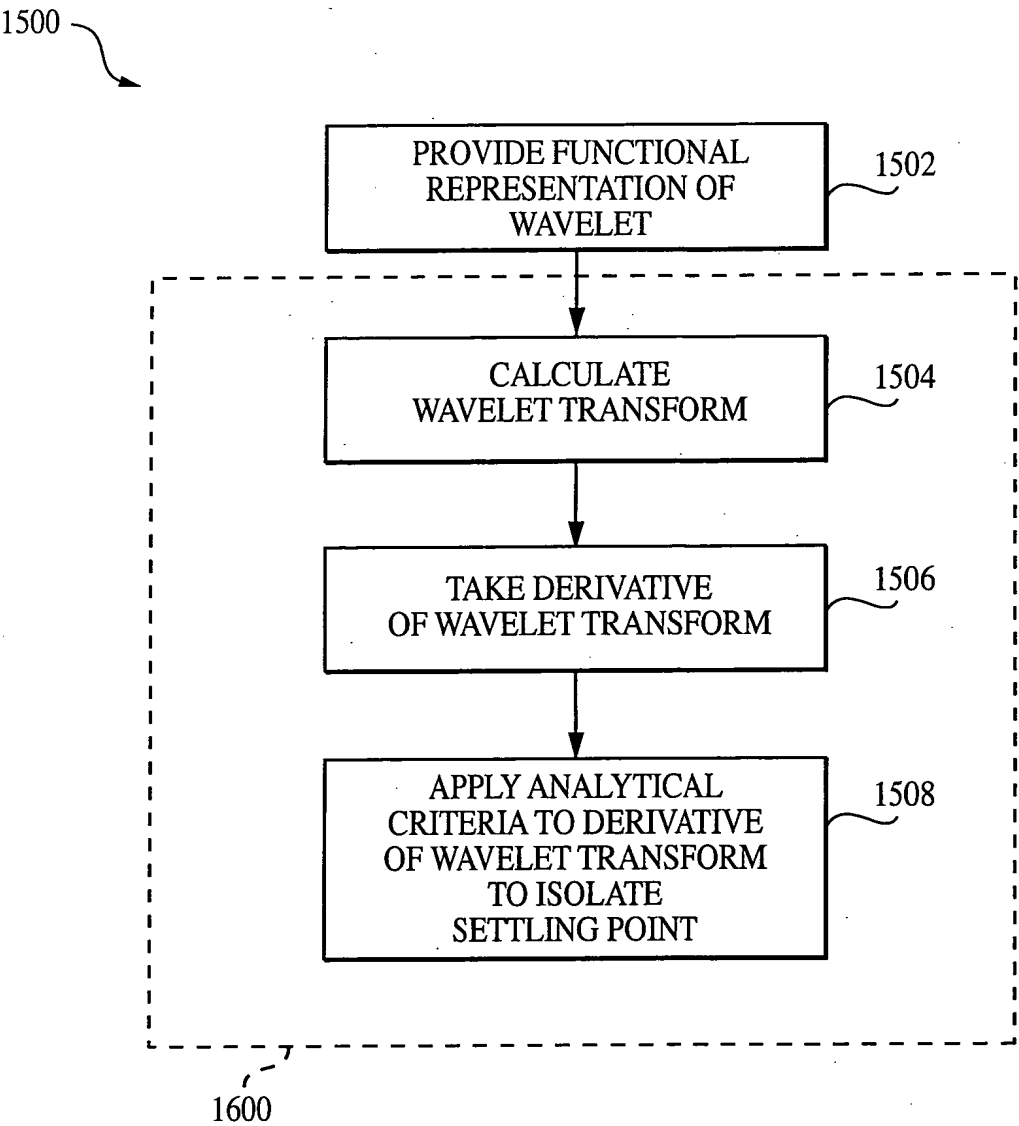 1500
PROVIDE FUNCTIONAL
REPRESENTATION OF
WAVELET
1502
CALCULATE
WAVELET TRANSFORM
1504
TAKE DERIVATIVE
OF WAVELET TRANSFORM
1506
APPLY ANALYTICAL
CRITERIA TO DERIVATIVE
OF WAVELET TRANSFORM
TO ISOLATE
SETTLING POINT
1508
1600